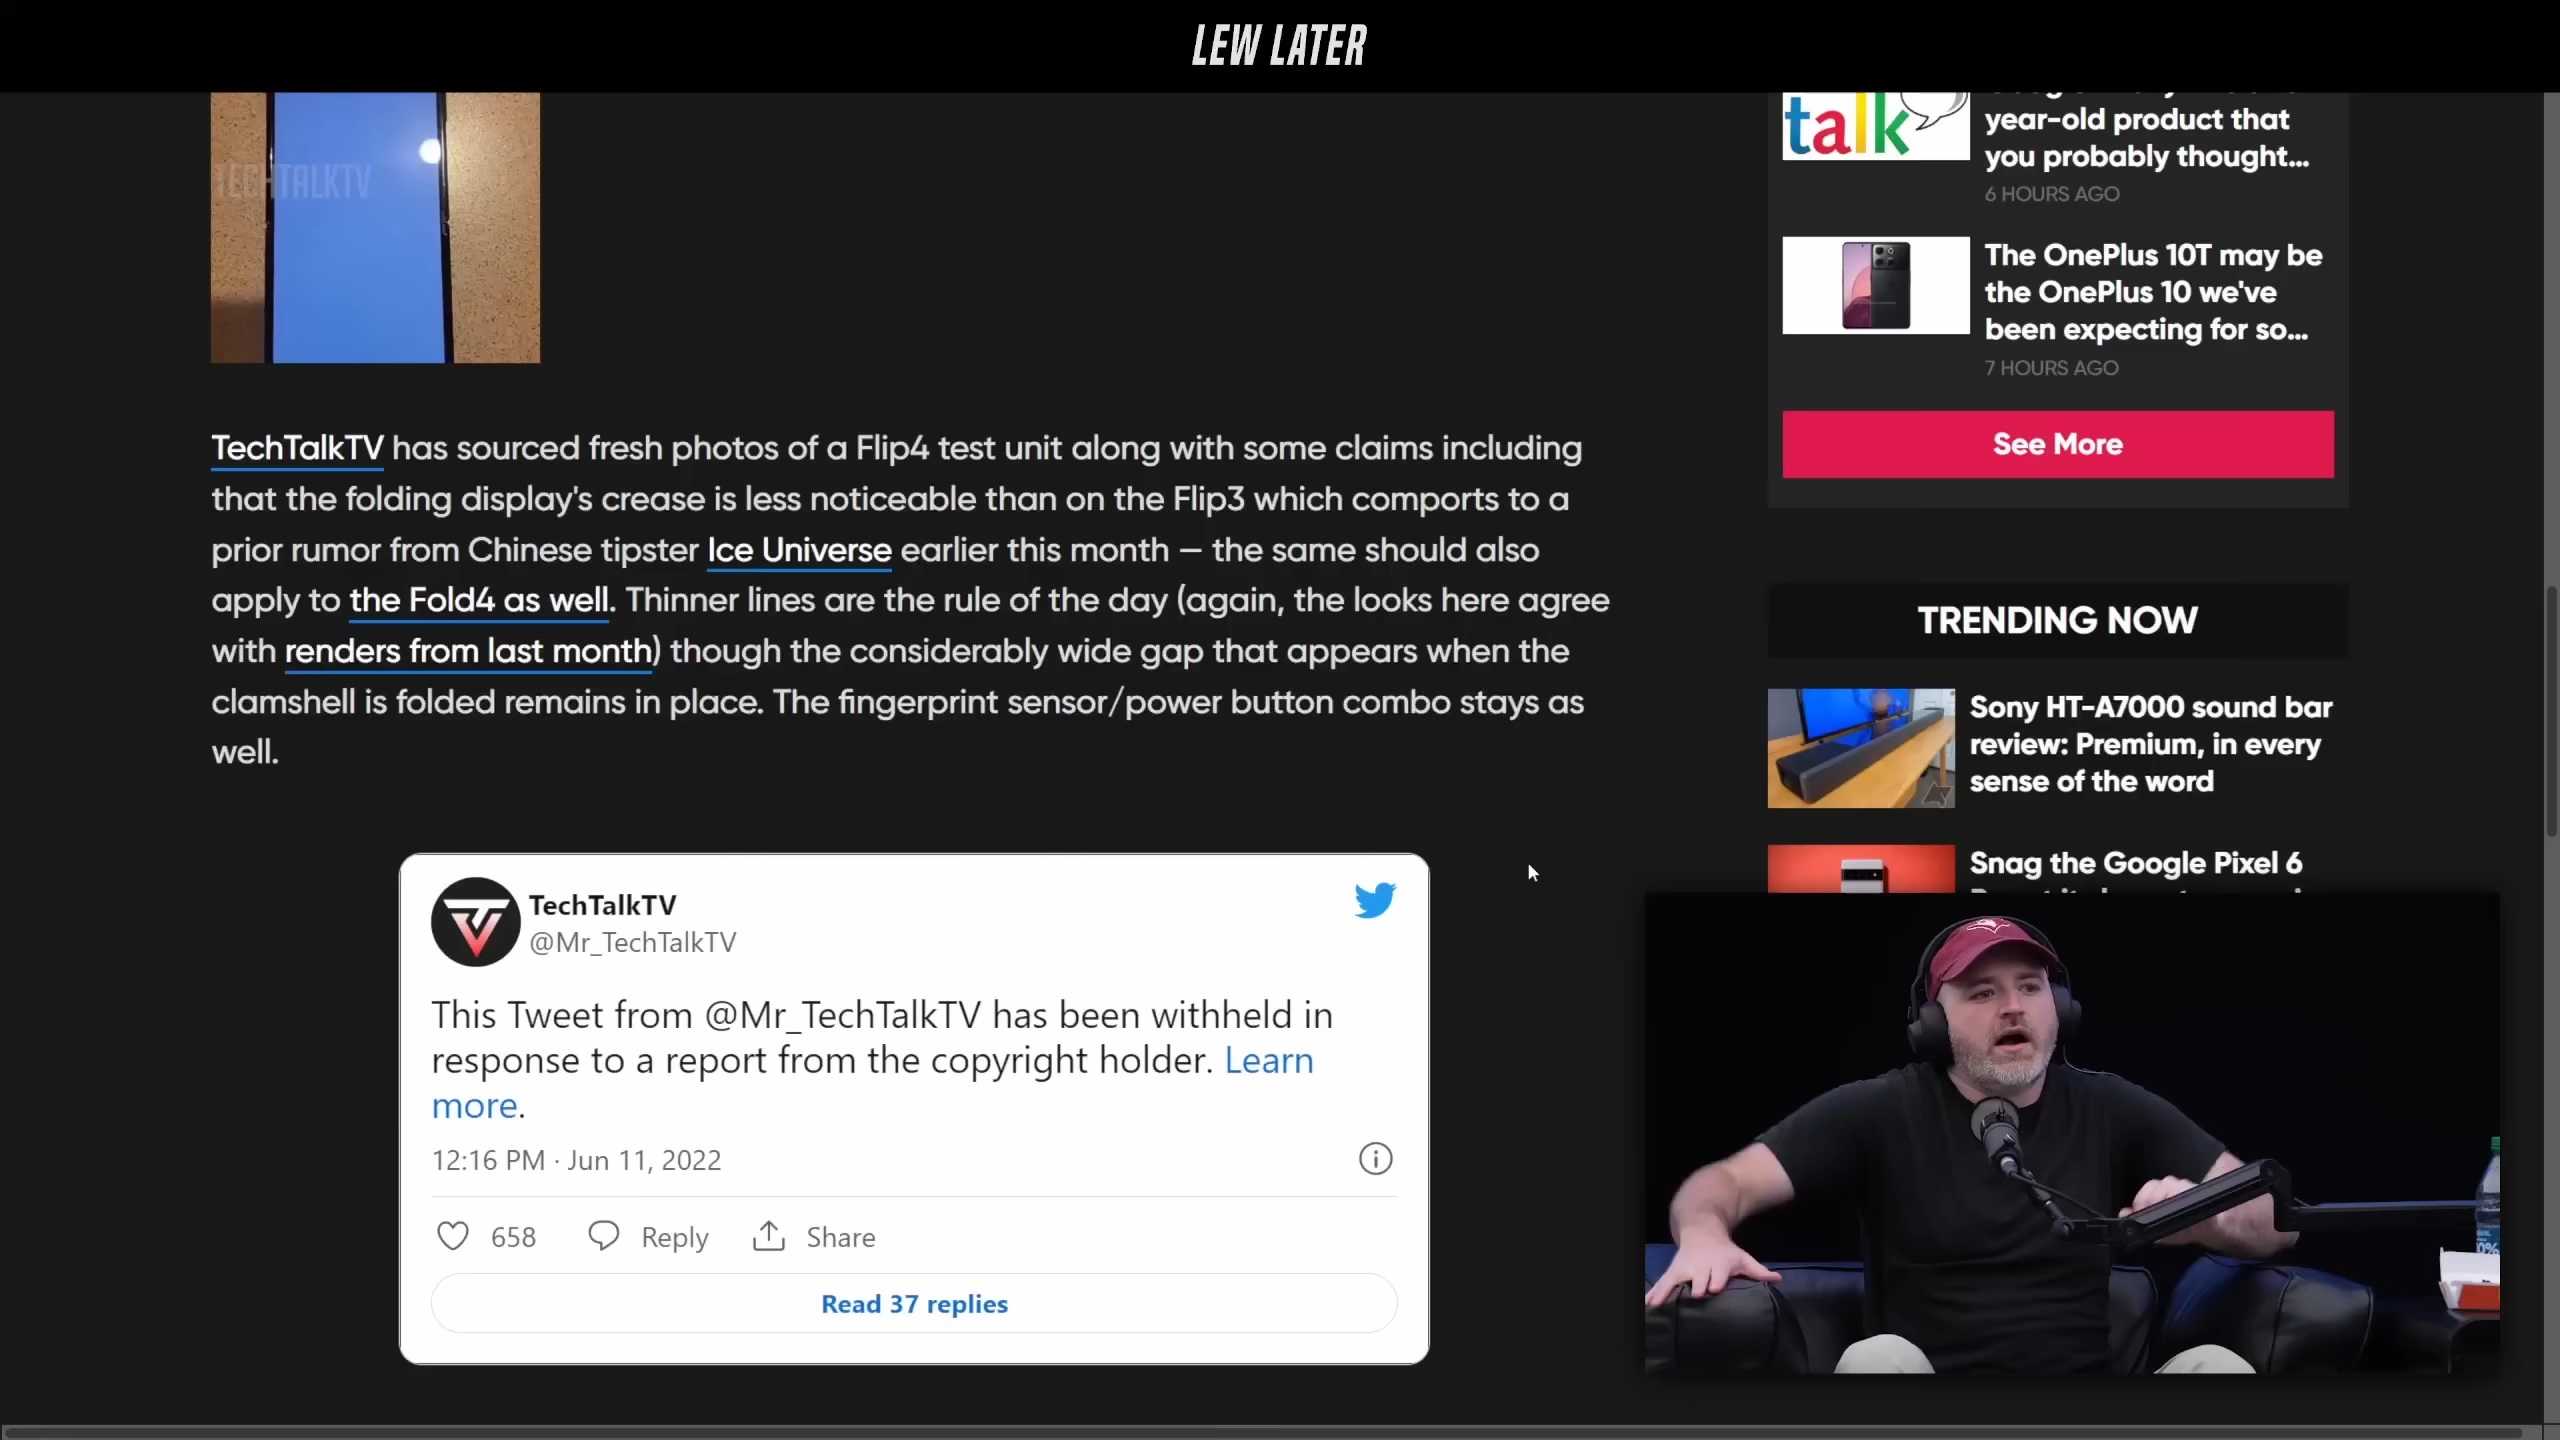 LEW LATER
TECHTALKTV
TechTalkTV has sourced fresh photos of a Flip4 test unit along with some claims including
that the folding display's crease is less noticeable than on the Flip3 which comports to a
prior rumor from Chinese tipster Ice Universe earlier this month — the same should also
apply to the Fold4 as well. Thinner lines are the rule of the day (again, the looks here agree
with renders from last month) though the considerably wide gap that appears when the
clamshell is folded remains in place. The fingerprint sensor/power button combo stays as
well.
TechTalkTV
@Mr_TechTalkTV
This Tweet from @Mr_TechTalkTV has been withheld in
response to a report from the copyright holder. Learn
more.
12:16 PM · Jun 11, 2022
658 Reply Share
Read 37 replies
talk
year-old product that
you probably thought...
6 HOURS AGO
The OnePlus 10T may be
the OnePlus 10 we've
been expecting for so...
7 HOURS AGO
See More
TRENDING NOW
Sony HT-A7000 sound bar
review: Premium, in every
sense of the word
Snag the Google Pixel 6